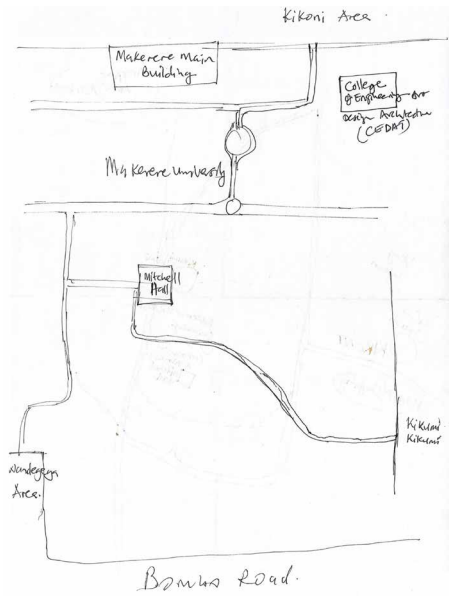 Kikoni Area
Makerere Main
Building
College
of Engineering Art
Design Architecture
(CEDAT)
Makerere University
Mitchell
Hall
Kikumi
Kikumi
Wandegeya
Area.
Road.